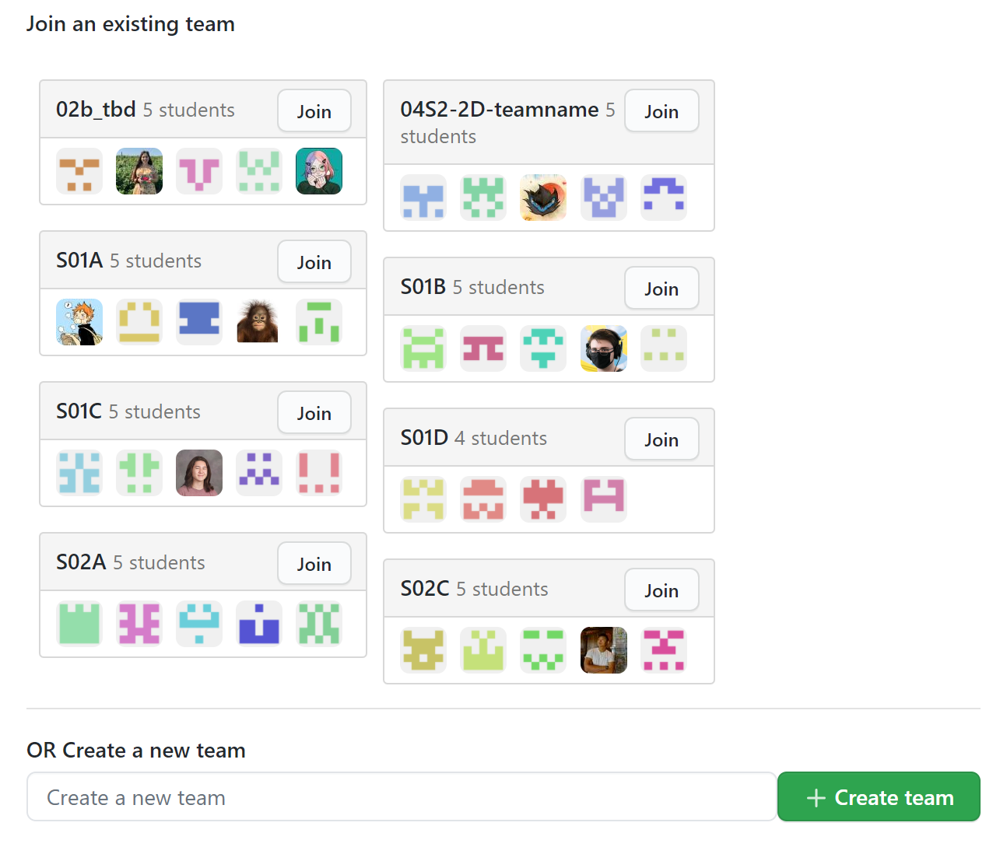 Join an existing team
02b_tbd 5 students
Join
04S2-2D-teamname 5
students
Join
S01A 5 students
Join
S01B 5 students
Join
S01C 5 students
Join
S01D 4 students
Join
S02A 5 students
Join
S02C 5 students
Join
OR Create a new team
Create a new team
+ Create team